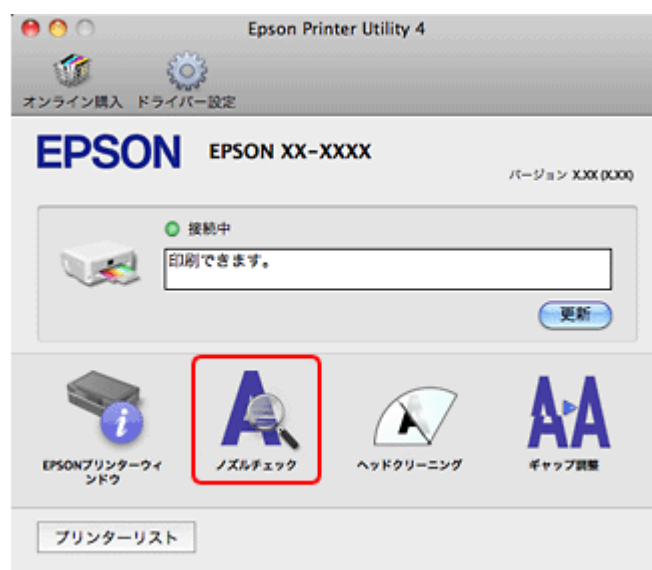 Epson Printer Utility 4
オンライン購入 ドライバー設定
EPSON EPSON XX-XXXX
バージョン X.XX (X.XX)
接続中
印刷できます。
更新
EPSONプリンターウィ
ンドウ
ノズルチェック
ヘッドクリーニング
ギャップ調整
プリンターリスト